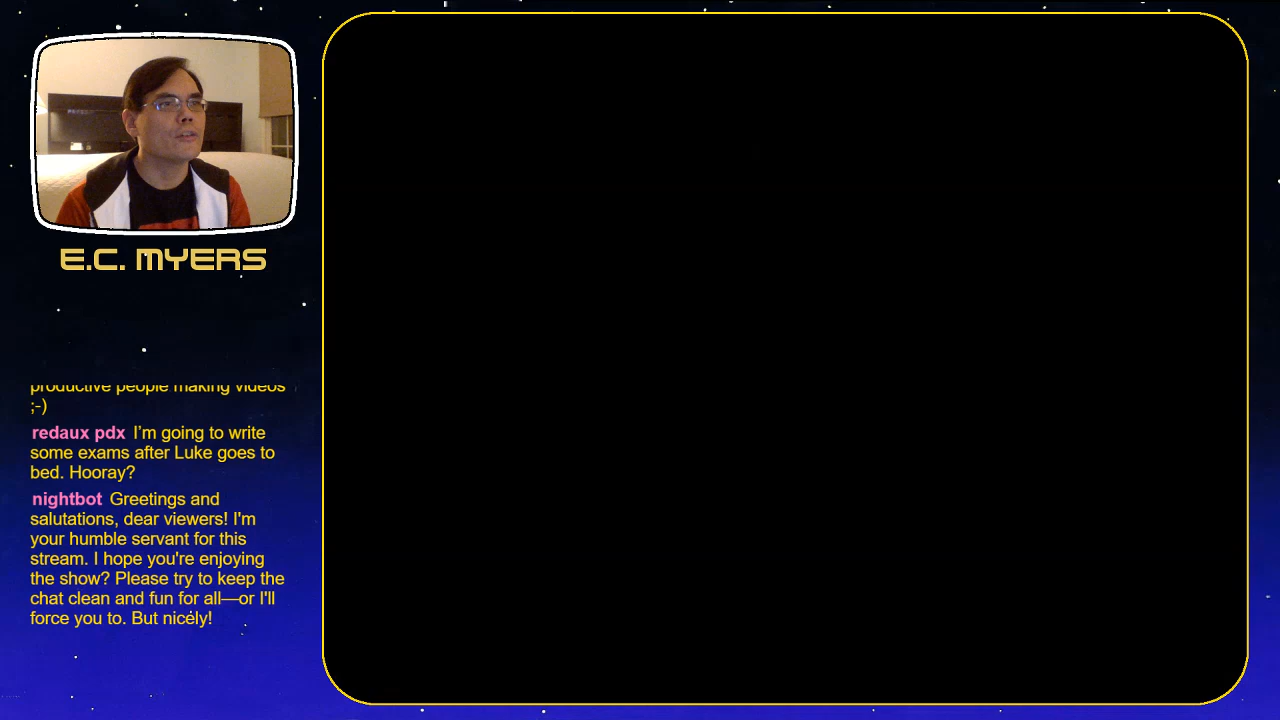 E.C. MYERS
productive people making videos
;-)
redaux pdx I'm going to write
some exams after Luke goes to
bed. Hooray?
nightbot Greetings and
salutations, dear viewers! I'm
your humble servant for this
stream. I hope you're enjoying
the show? Please try to keep the
chat clean and fun for all—or I'll
force you to. But nicely!